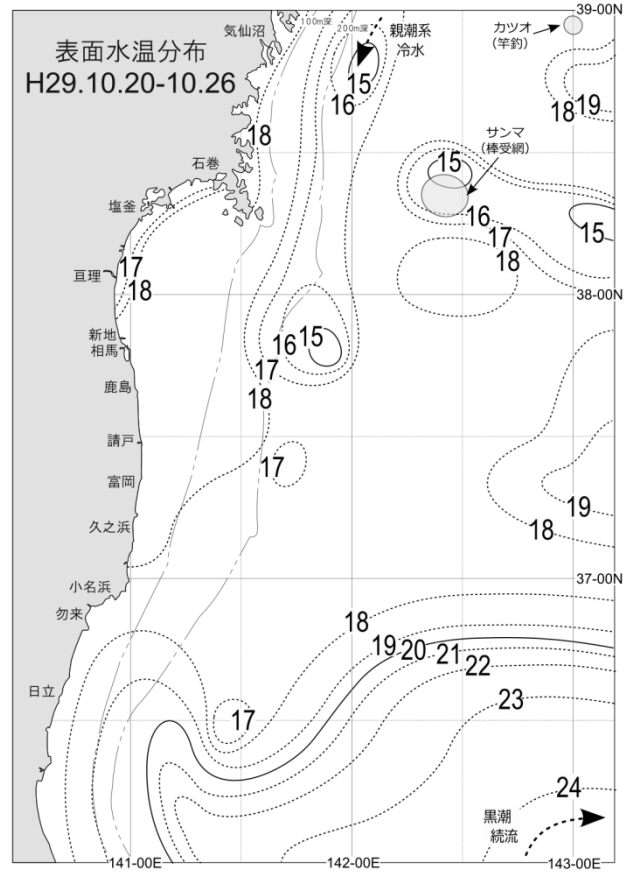 表面水温分布
H29.10.20-10.26
気仙沼
100m深
200m深
親潮系
冷水
カツオ
(竿釣)
39-00N
15
16
18
18
19
サンマ
(棒受網)
石巻
15
塩釜
16
17
18
15
17
18
亘理
38-00N
新地
相馬
16
15
17
18
鹿島
請戸
17
富岡
19
18
久之浜
37-00N
小名浜
勿来
18
19
20
21
22
23
日立
17
24
黒潮
続流
141-00E
142-00E
143-00E